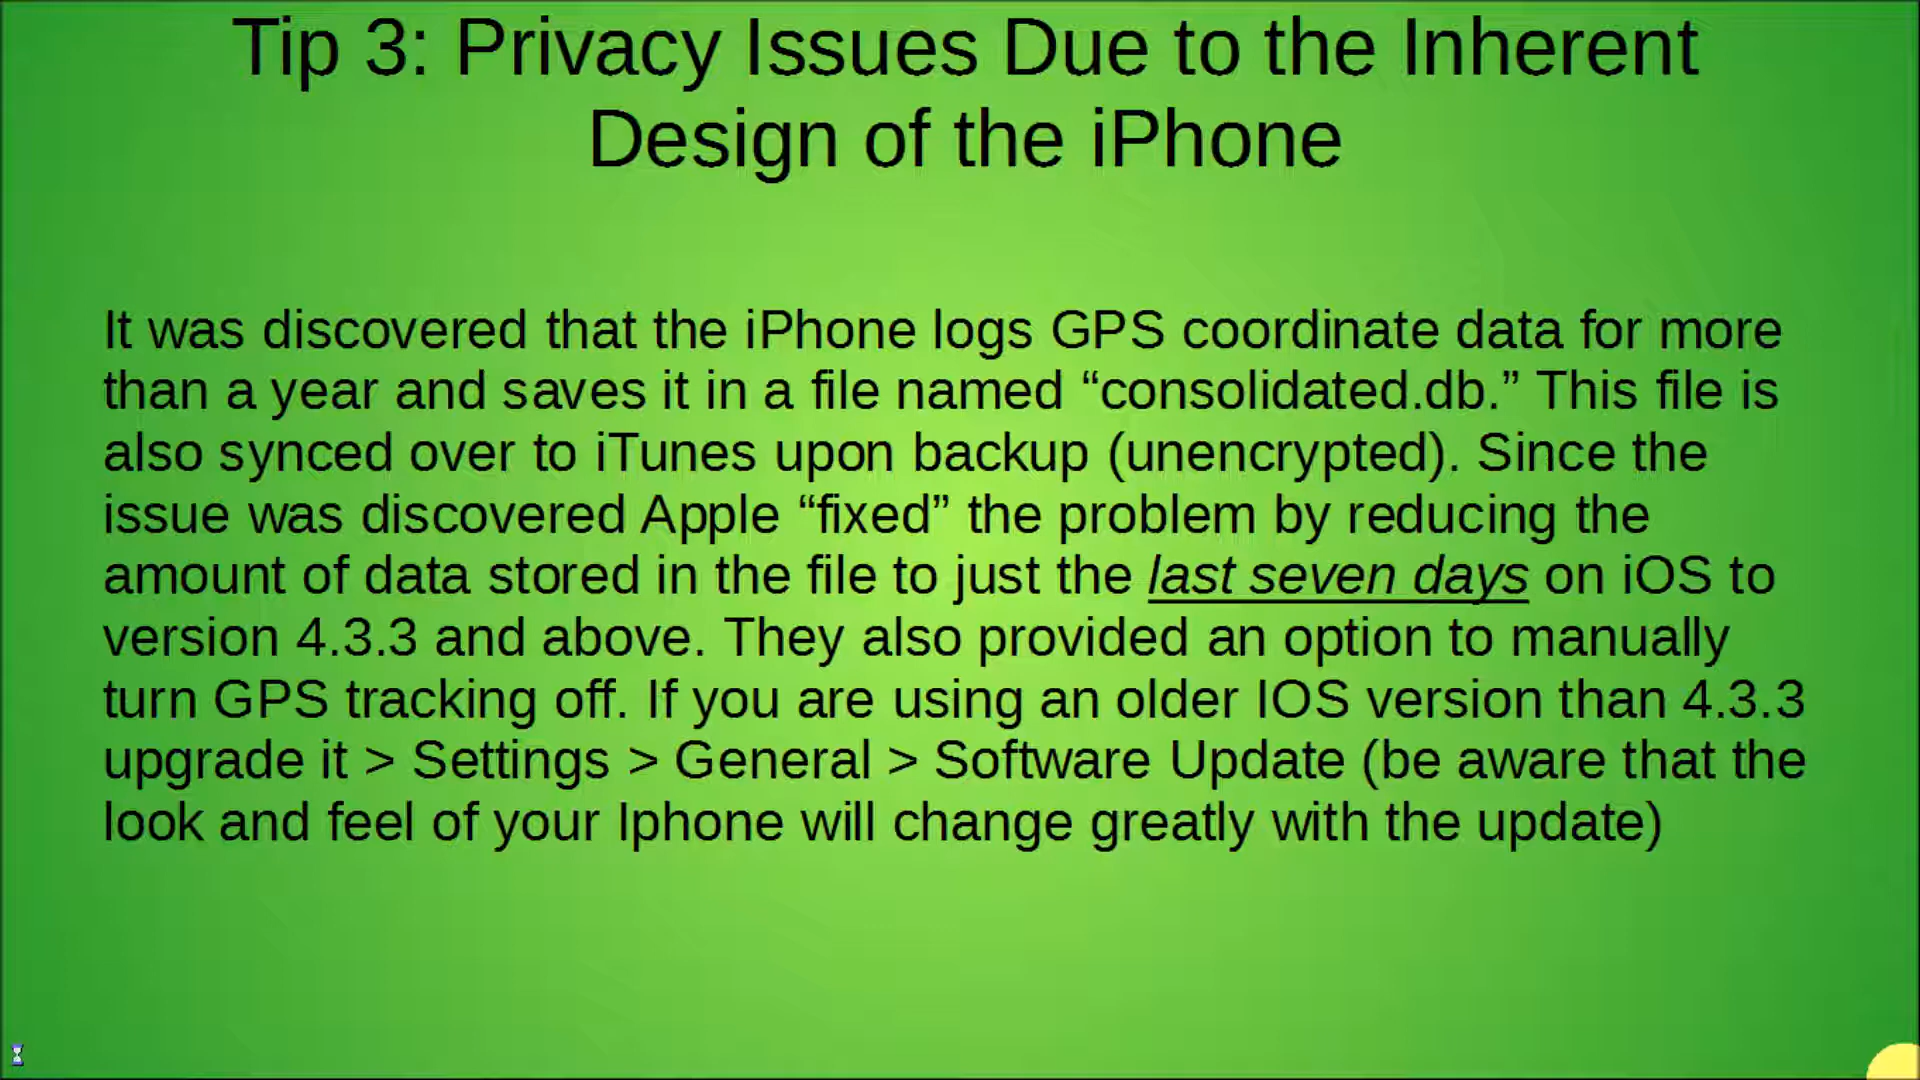 Tip 3: Privacy Issues Due to the Inherent
Design of the iPhone
It was discovered that the iPhone logs GPS coordinate data for more
than a year and saves it in a file named “consolidated.db.” This file is
also synced over to iTunes upon backup (unencrypted). Since the
issue was discovered Apple “fixed” the problem by reducing the
amount of data stored in the file to just the last seven days on iOS to
version 4.3.3 and above. They also provided an option to manually
turn GPS tracking off. If you are using an older IOS version than 4.3.3
upgrade it > Settings > General > Software Update (be aware that the
look and feel of your Iphone will change greatly with the update)